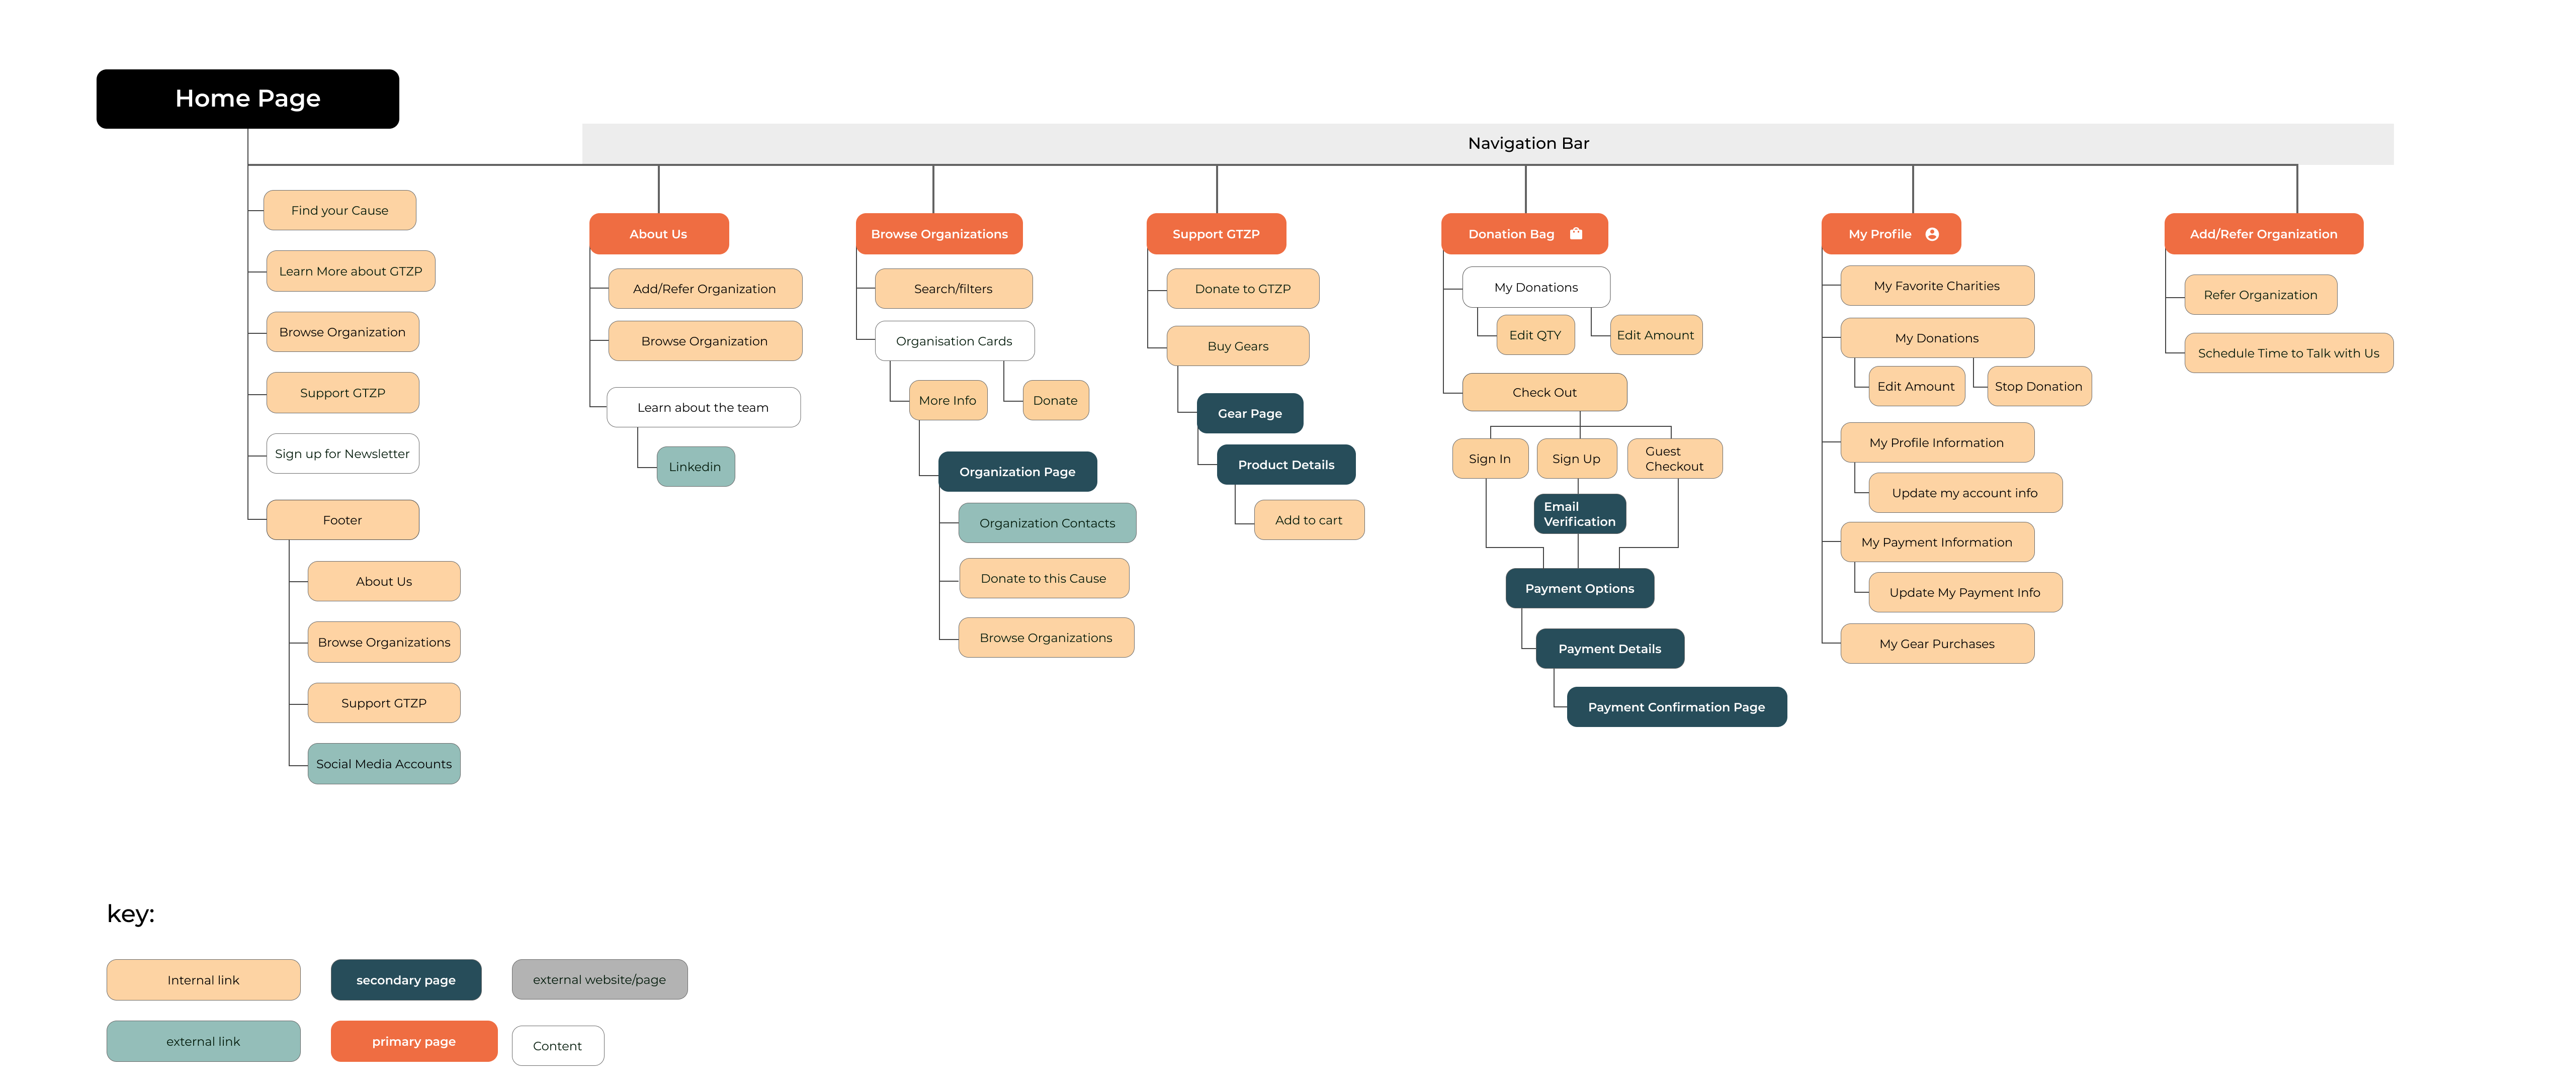 Home Page
Navigation Bar
Find your Cause
Learn More about GTZP
Browse Organization
Support GTZP
Sign up for Newsletter
Footer
About Us
Browse Organizations
Support GTZP
Social Media Accounts
About Us
Add/Refer Organization
Browse Organization
Learn about the team
Linkedin
Browse Organizations
Search/filters
Organisation Cards
More Info
Donate
Organization Page
Organization Contacts
Donate to this Cause
Browse Organizations
Support GTZP
Donate to GTZP
Buy Gears
Gear Page
Product Details
Add to cart
Donation Bag
My Donations
Edit QTY
Edit Amount
Check Out
Sign In
Sign Up
Guest
Checkout
Email
Verification
Payment Options
Payment Details
Payment Confirmation Page
My Profile
My Favorite Charities
My Donations
Edit Amount
Stop Donation
My Profile Information
Update my account info
My Payment Information
Update My Payment Info
My Gear Purchases
Add/Refer Organization
Refer Organization
Schedule Time to Talk with Us
key:
Internal link
secondary page
external website/page
external link
primary page
Content